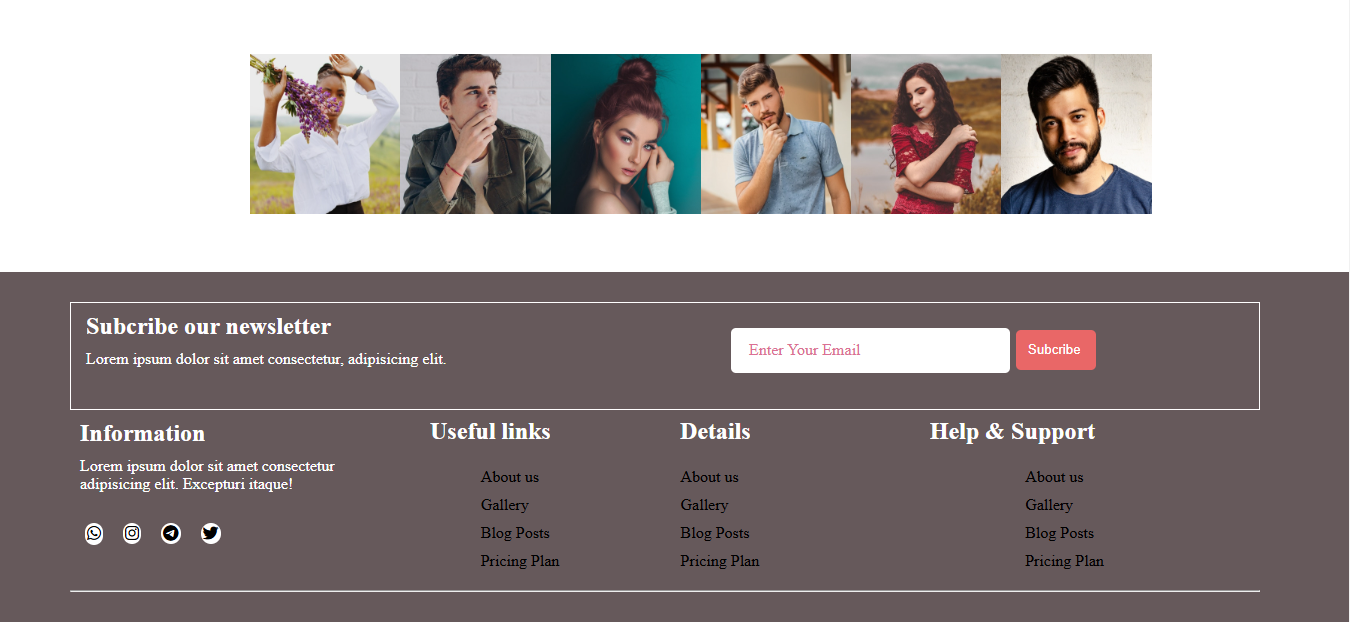 Subcribe our newsletter
Lorem ipsum dolor sit amet consectetur, adipisicing elit.
Enter Your Email
Subcribe
Information
Lorem ipsum dolor sit amet consectetur
adipisicing elit. Excepturi itaque!
Useful links
About us
Gallery
Blog Posts
Pricing Plan
Details
About us
Gallery
Blog Posts
Pricing Plan
Help & Support
About us
Gallery
Blog Posts
Pricing Plan